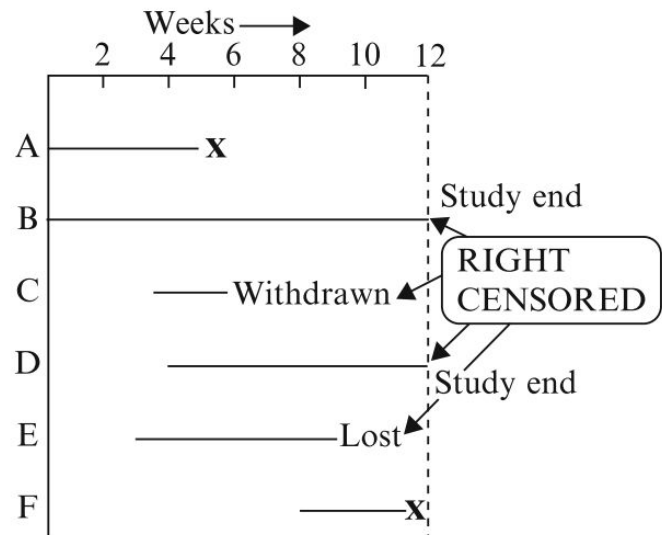 Weeks
2 4 6 8 10 12
A X
B Study end
RIGHT
CENSORED
C Withdrawn
D Study end
E Lost
F X